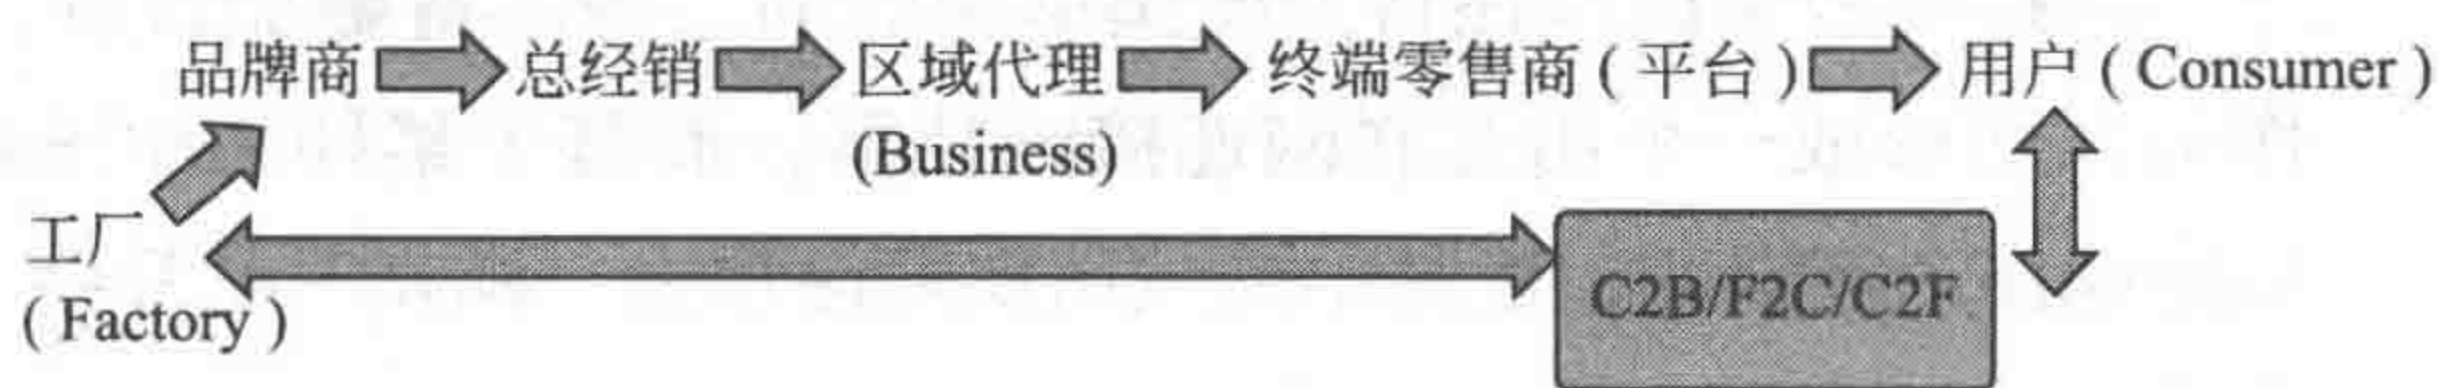 品牌商 总经销 区域代理 终端零售商(平台) 用户(Consumer)
(Business)
工厂
(Factory)
C2B/F2C/C2F